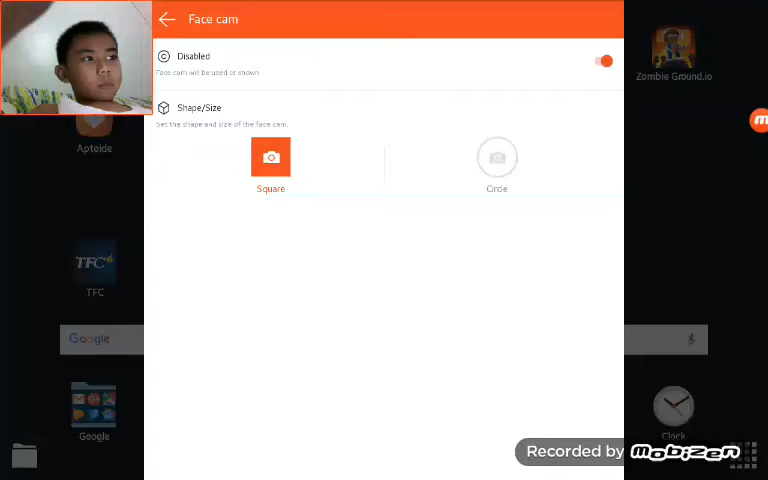 Face cam
Disabled
Face cam will be used or shown
Shape/Size
Set the shape and size of the face cam.
Square
Circle
Zombie Ground.io
m
Aptoide
TFC
TFC
Google
Google
Clock
Recorded by mobizen